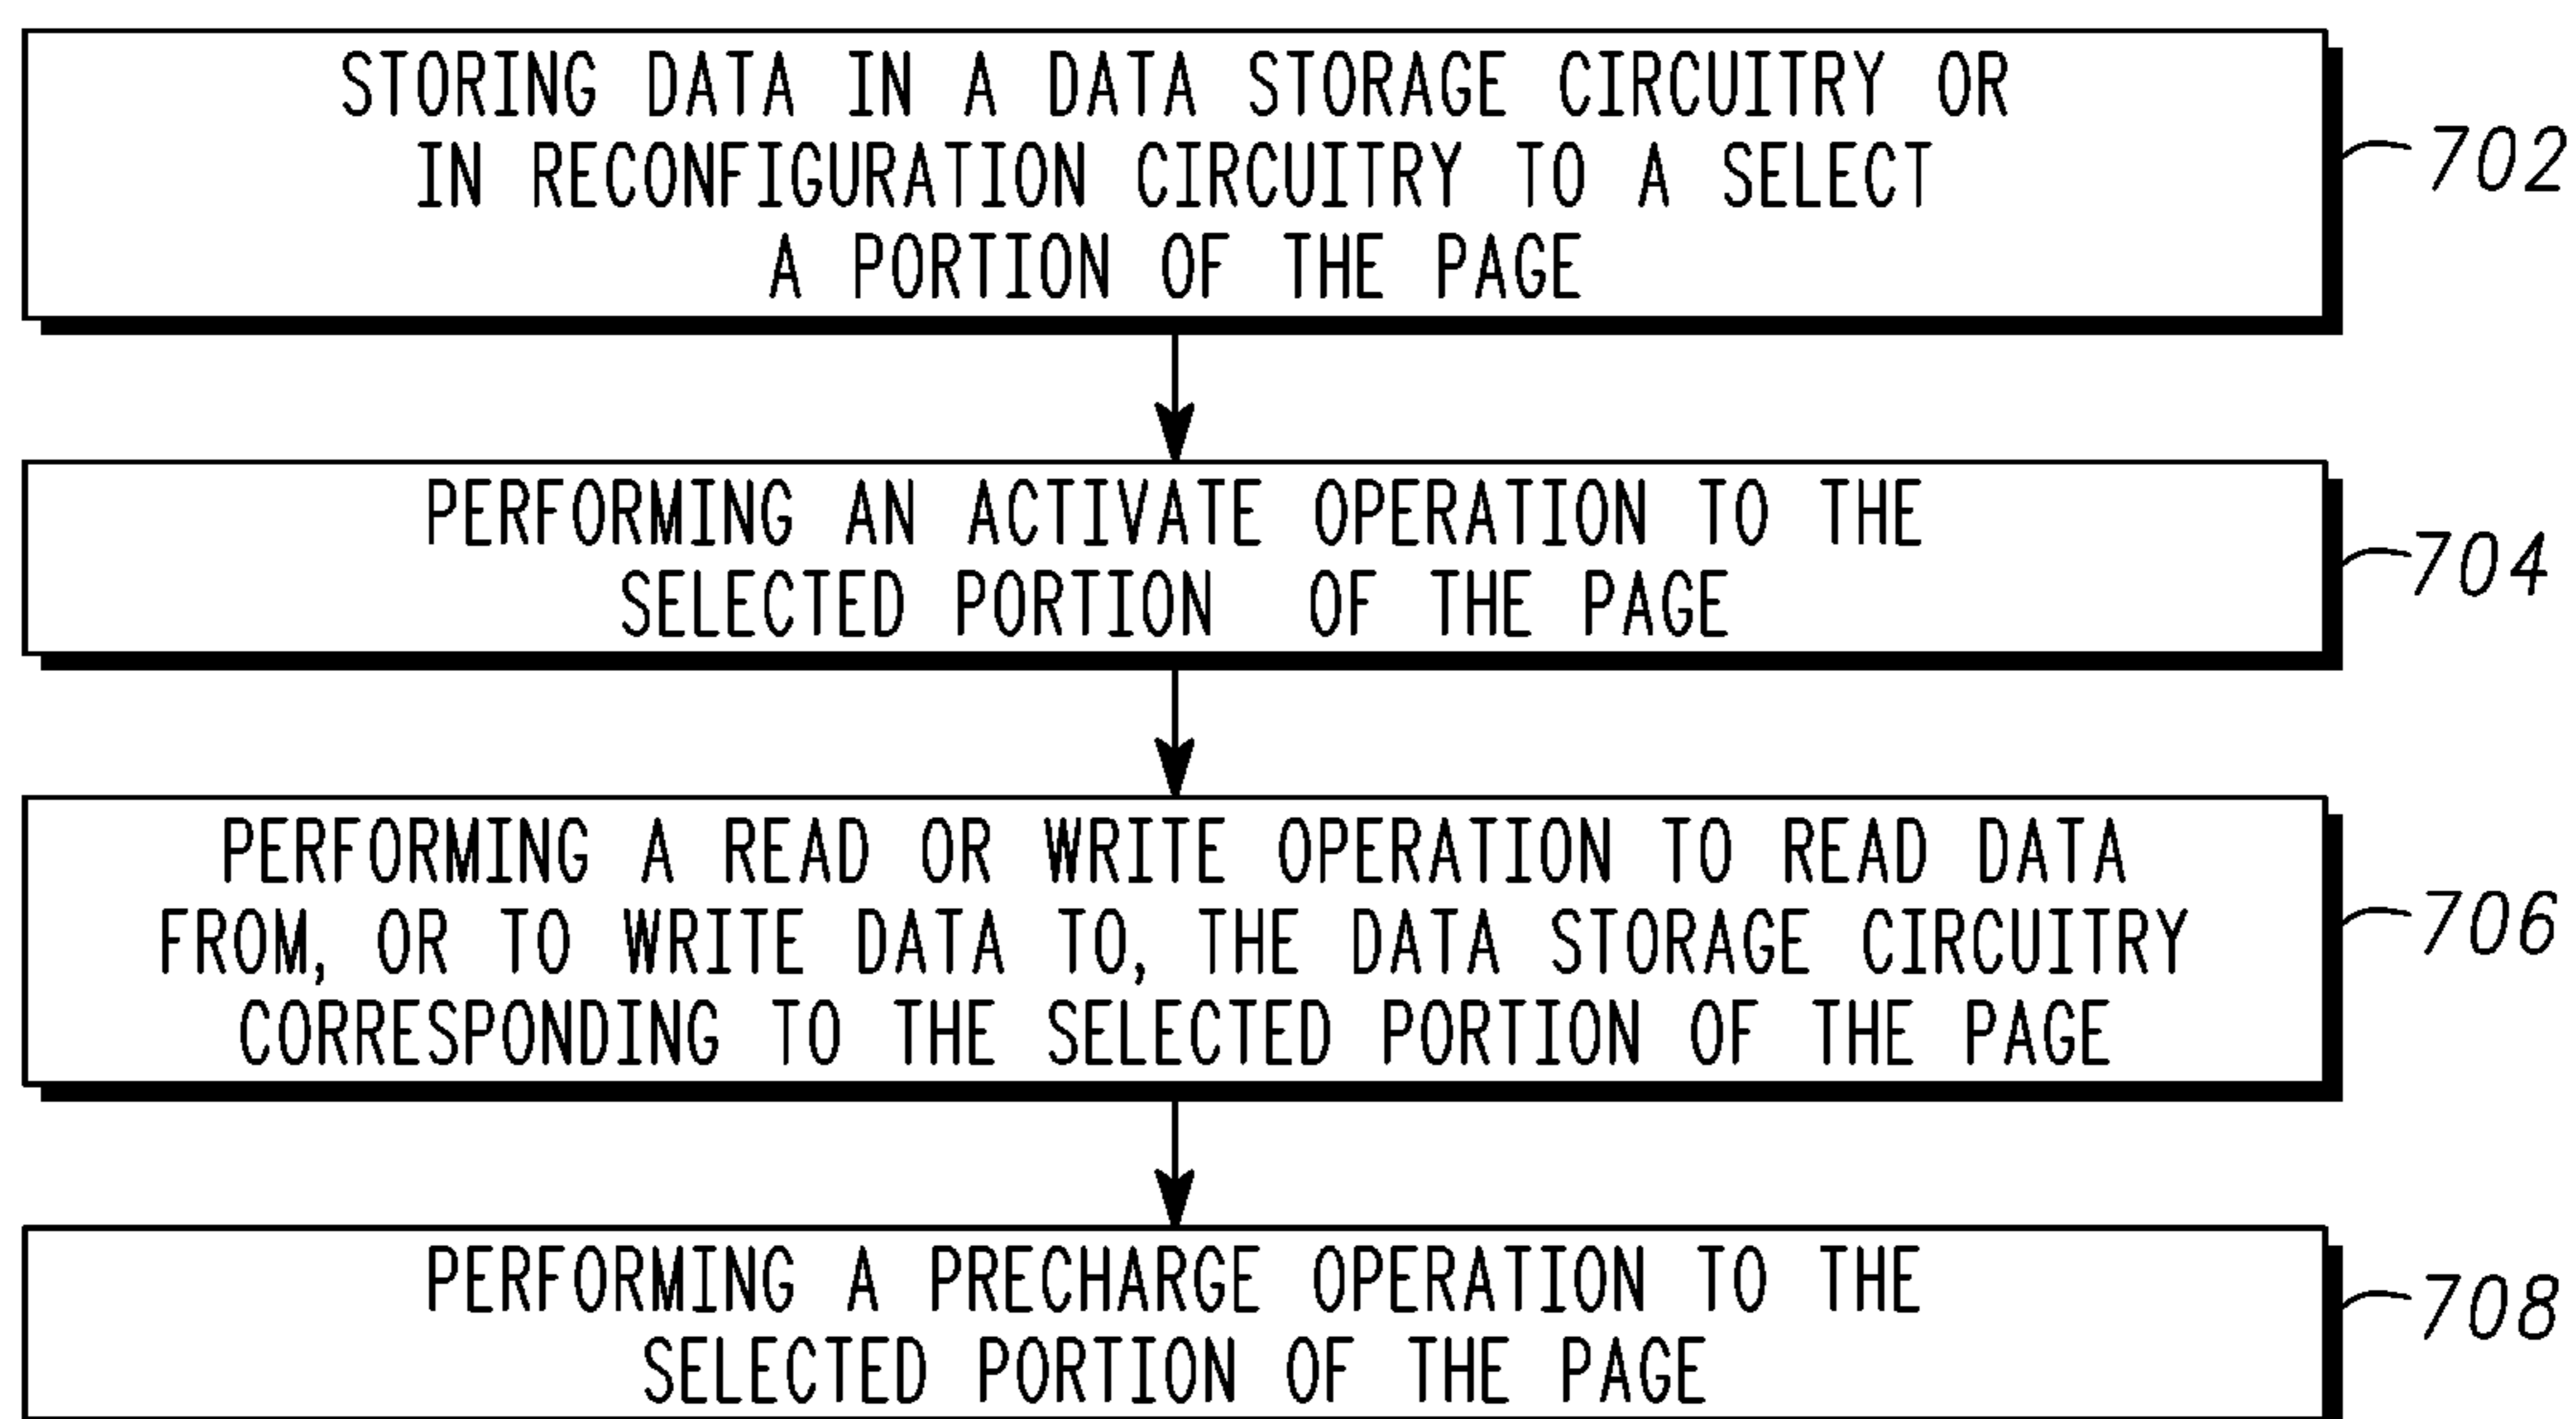 STORING DATA IN A DATA STORAGE CIRCUITRY OR
IN RECONFIGURATION CIRCUITRY TO A SELECT
A PORTION OF THE PAGE
702
PERFORMING AN ACTIVATE OPERATION TO THE
SELECTED PORTION OF THE PAGE
704
PERFORMING A READ OR WRITE OPERATION TO READ DATA
FROM, OR TO WRITE DATA TO, THE DATA STORAGE CIRCUITRY
CORRESPONDING TO THE SELECTED PORTION OF THE PAGE
706
PERFORMING A PRECHARGE OPERATION TO THE
SELECTED PORTION OF THE PAGE
708